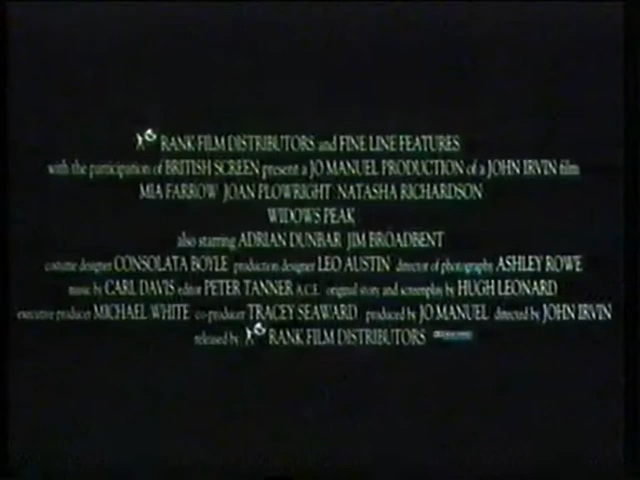 RANK FILM DISTRIBUTORS and FINE LINE FEATURES
with the participation of BRITISH SCREEN present a JO MANUEL PRODUCTION of a JOHN IRVIN film
MIA FARROW JOAN PLOWRIGHT NATASHA RICHARDSON
WIDOWS PEAK
also starring ADRIAN DUNBAR JIM BROADBENT
costume designer CONSOLATA BOYLE production designer LEO AUSTIN director of photography ASHLEY ROWE
music by CARL DAVIS editor PETER TANNER A.C.E. original story and screenplay by HUGH LEONARD
executive producer MICHAEL WHITE co-producer TRACEY SEAWARD produced by JO MANUEL directed by JOHN IRVIN
released by RANK FILM DISTRIBUTORS